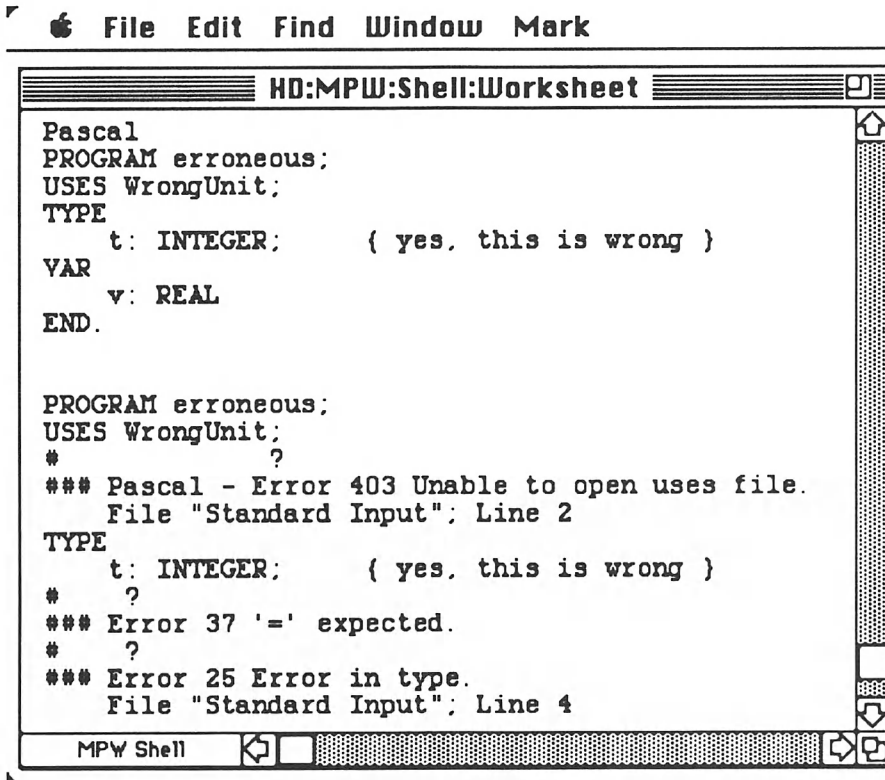 File Edit Find Window Mark
HD:MPW:Shell:Worksheet
Pascal
PROGRAM erroneous;
USES WrongUnit;
TYPE
    t: INTEGER;      { yes, this is wrong }
VAR
    v: REAL
END.
PROGRAM erroneous;
USES WrongUnit;
#              ?
### Pascal - Error 403 Unable to open uses file.
    File "Standard Input"; Line 2
TYPE
    t: INTEGER;      { yes, this is wrong }
#    ?
### Error 37 '=' expected.
#    ?
### Error 25 Error in type.
    File "Standard Input"; Line 4
MPW Shell